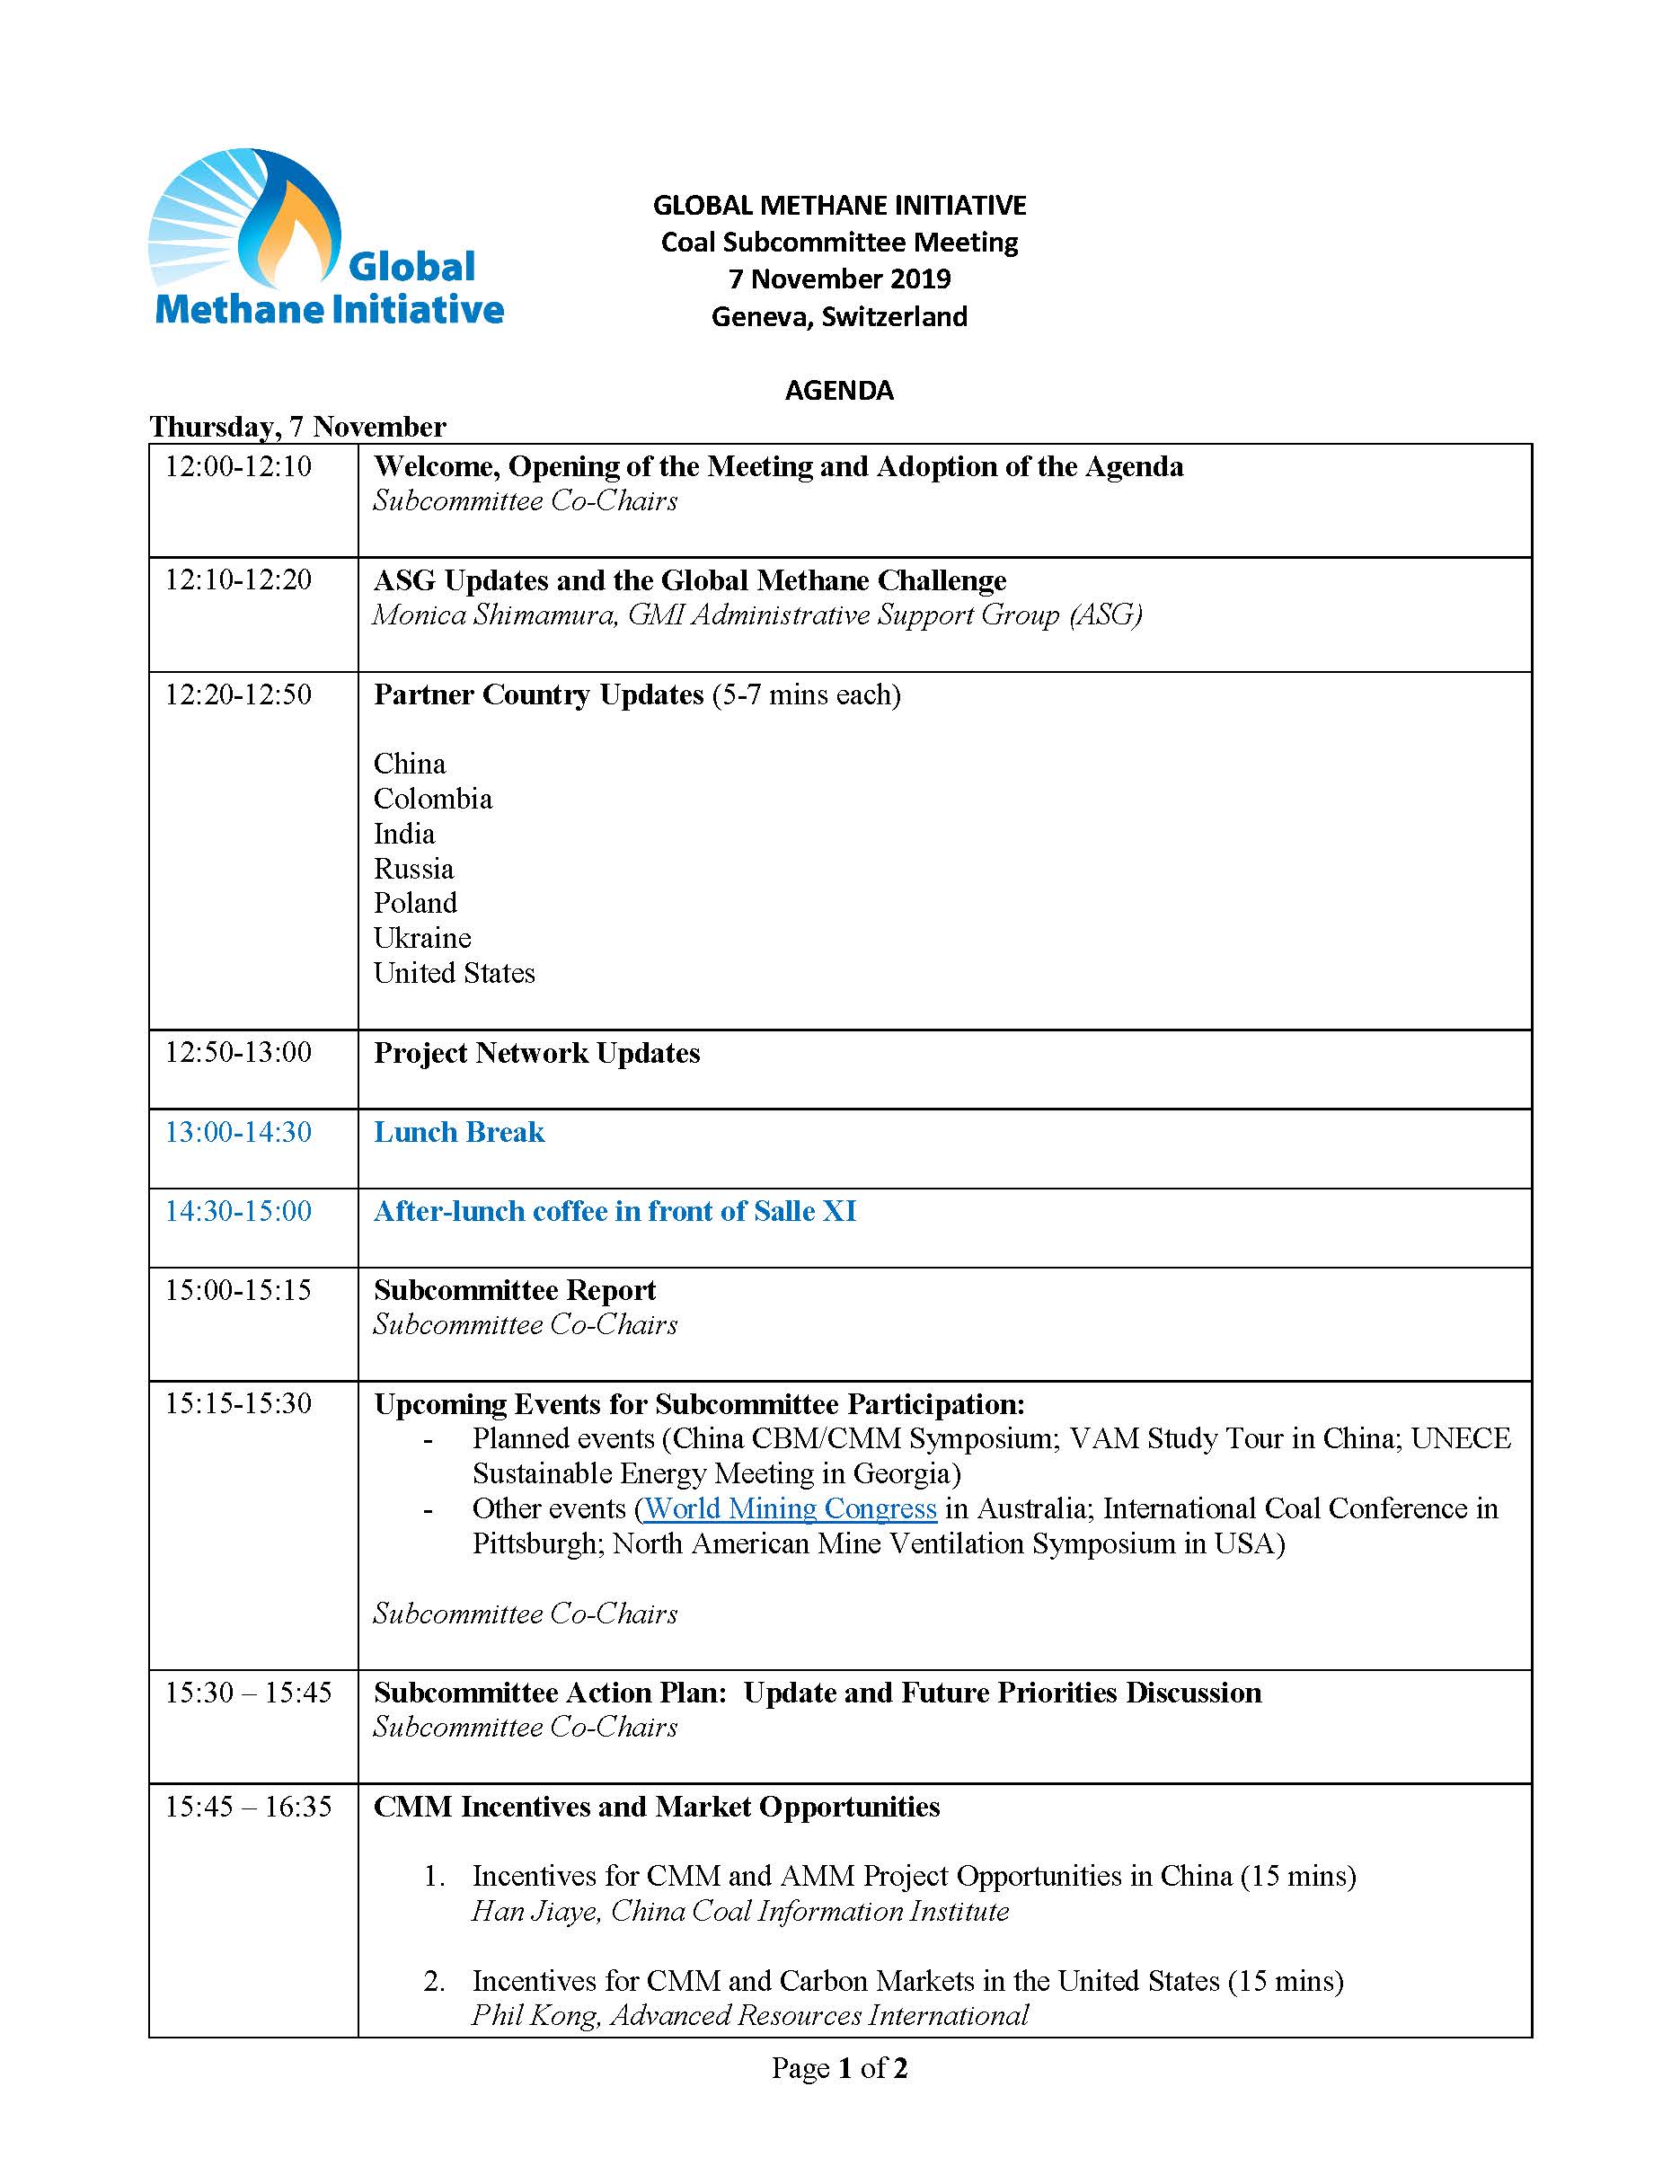 Global
Methane Initiative
GLOBAL METHANE INITIATIVE
Coal Subcommittee Meeting
7 November 2019
Geneva, Switzerland
AGENDA
Thursday, 7 November
12:00-12:10
Welcome, Opening of the Meeting and Adoption of the Agenda
Subcommittee Co-Chairs
12:10-12:20
ASG Updates and the Global Methane Challenge
Monica Shimamura, GMI Administrative Support Group (ASG)
12:20-12:50
Partner Country Updates (5-7 mins each)
China
Colombia
India
Russia
Poland
Ukraine
United States
12:50-13:00
Project Network Updates
13:00-14:30
Lunch Break
14:30-15:00
After-lunch coffee in front of Salle XI
15:00-15:15
Subcommittee Report
Subcommittee Co-Chairs
15:15-15:30
Upcoming Events for Subcommittee Participation:
- Planned events (China CBM/CMM Symposium; VAM Study Tour in China; UNECE
Sustainable Energy Meeting in Georgia)
- Other events (World Mining Congress in Australia; International Coal Conference in
Pittsburgh; North American Mine Ventilation Symposium in USA)
Subcommittee Co-Chairs
15:30 – 15:45
Subcommittee Action Plan:  Update and Future Priorities Discussion
Subcommittee Co-Chairs
15:45 – 16:35
CMM Incentives and Market Opportunities
1. Incentives for CMM and AMM Project Opportunities in China (15 mins)
Han Jiaye, China Coal Information Institute
2. Incentives for CMM and Carbon Markets in the United States (15 mins)
Phil Kong, Advanced Resources International
Page 1 of 2